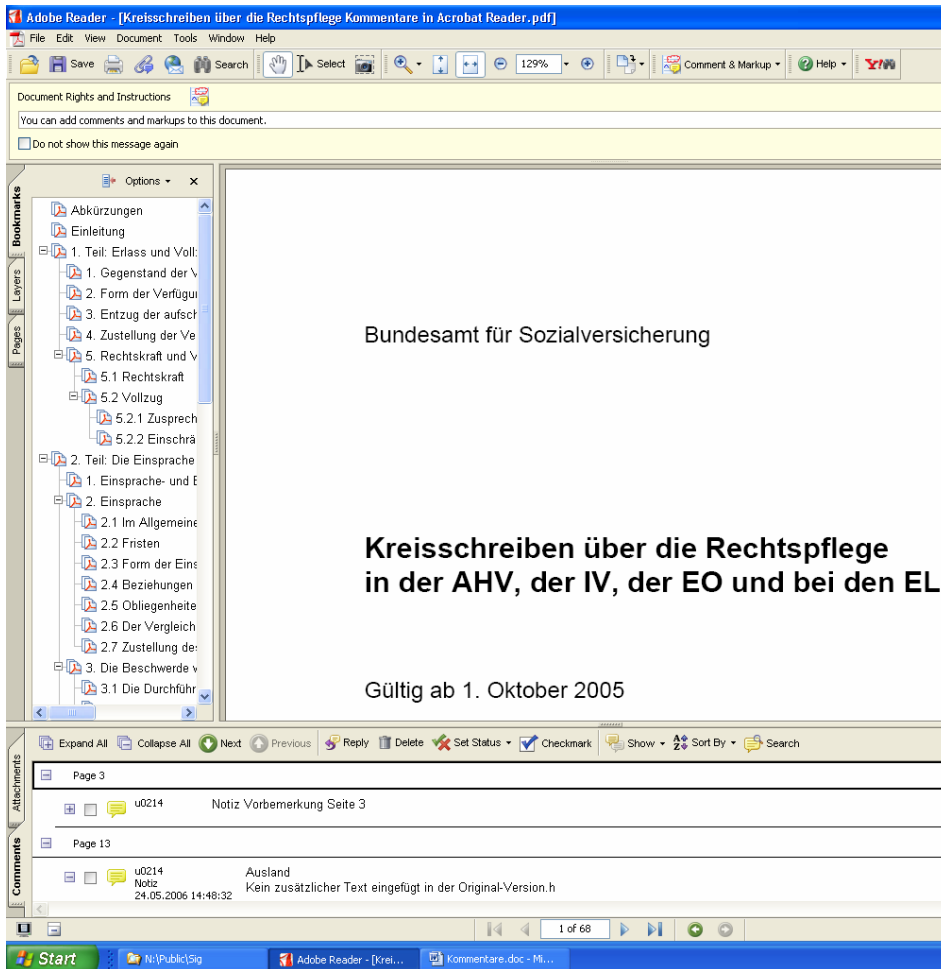 Adobe Reader - [Kreisschreiben über die Rechtspflege Kommentare in Acrobat Reader.pdf]
File Edit View Document Tools Window Help
Save Search Select 129% Comment & Markup Help Y!
Document Rights and Instructions
You can add comments and markups to this document.
Do not show this message again
Bookmarks
Layers
Pages
Options x
Abkürzungen
Einleitung
1. Teil: Erlass und Voll:
1. Gegenstand der V
2. Form der Verfügu
3. Entzug der aufsch
4. Zustellung der Ve
5. Rechtskraft und V
5.1 Rechtskraft
5.2 Vollzug
5.2.1 Zusprech
5.2.2 Einschrä
2. Teil: Die Einsprache
1. Einsprache- und B
2. Einsprache
2.1 Im Allgemeine
2.2 Fristen
2.3 Form der Eins
2.4 Beziehungen
2.5 Obliegenheite
2.6 Der Vergleich
2.7 Zustellung de
3. Die Beschwerde v
3.1 Die Durchführ
Bundesamt für Sozialversicherung
Kreisschreiben über die Rechtspflege
in der AHV, der IV, der EO und bei den EL
Gültig ab 1. Oktober 2005
Attachments
Comments
Expand All Collapse All Next Previous Reply Delete Set Status Checkmark Show Sort By Search
Page 3
u0214 Notiz Vorbemerkung Seite 3
Page 13
u0214 Ausland
Notiz Kein zusätzlicher Text eingefügt in der Original-Version.h
24.05.2006 14:48:32
1 of 68
Start N:\Public\Sig Adobe Reader - [Krei... Kommentare.doc - Mi...